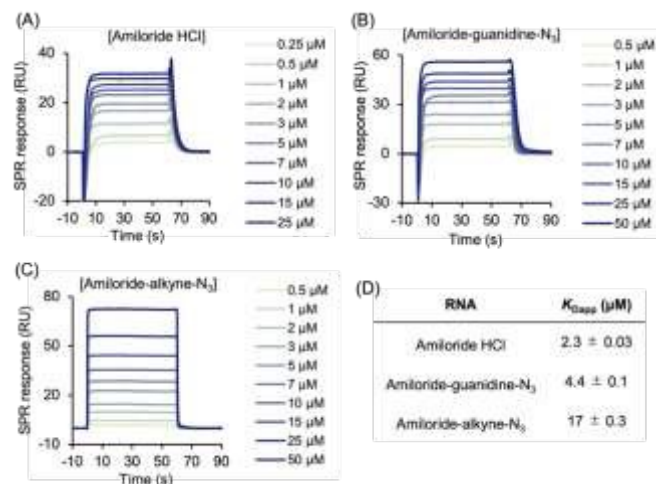 (A)
[Amiloride HCl]
SPR response (RU)
40
20
0
-20
-10 10 30 50 70 90
Time (s)
0.25 μM
0.5 μM
1 μM
2 μM
3 μM
5 μM
7 μM
10 μM
15 μM
25 μM
(B)
[Amiloride-guanidine-N₃]
SPR response (RU)
60
30
0
-30
-10 10 30 50 70 90
Time (s)
0.5 μM
1 μM
2 μM
3 μM
5 μM
7 μM
10 μM
15 μM
25 μM
50 μM
(C)
[Amiloride-alkyne-N₃]
SPR response (RU)
80
50
20
-10
-10 10 30 50 70 90
Time (s)
0.5 μM
1 μM
2 μM
3 μM
5 μM
7 μM
10 μM
15 μM
25 μM
50 μM
(D)
RNA KDapp (μM)
Amiloride HCl 2.3 ± 0.03
Amiloride-guanidine-N₃ 4.4 ± 0.1
Amiloride-alkyne-N₃ 17 ± 0.3